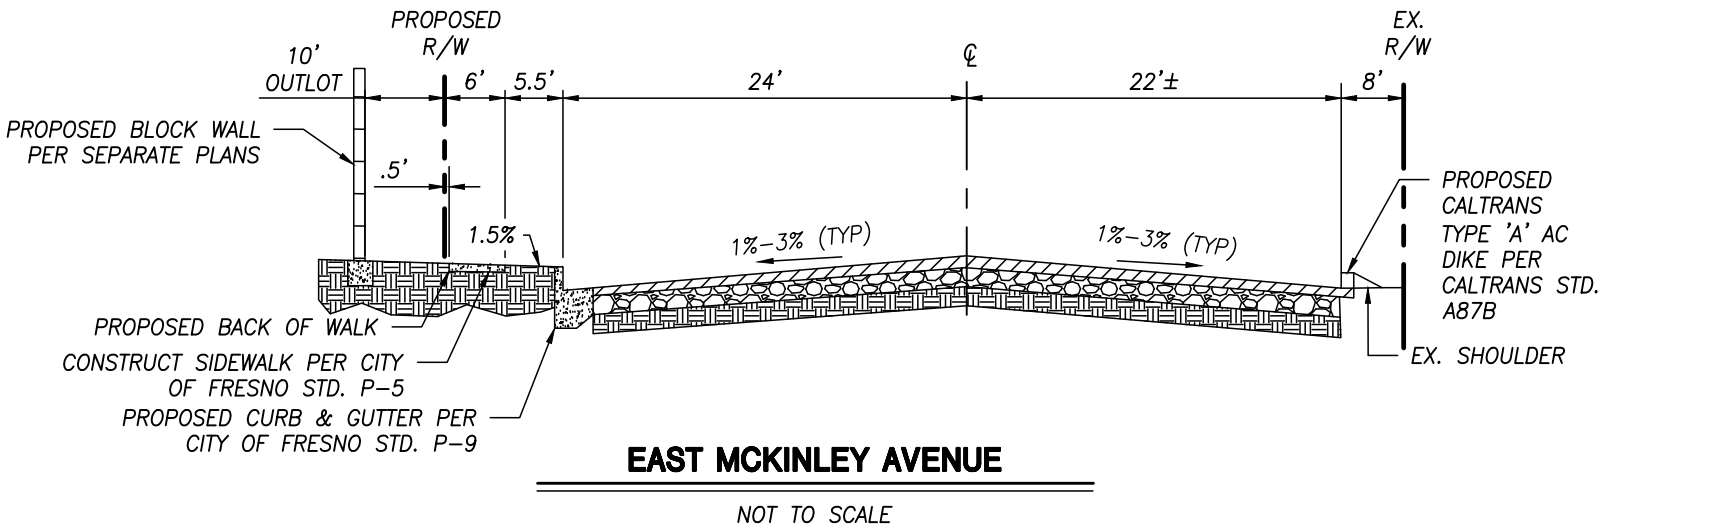 PROPOSED
R/W
EX.
R/W
10'
OUTLOT
6'
5.5'
24'
℄
22'±
8'
PROPOSED BLOCK WALL
PER SEPARATE PLANS
.5'
1.5%
1%-3% (TYP)
1%-3% (TYP)
PROPOSED
CALTRANS
TYPE 'A' AC
DIKE PER
CALTRANS STD.
A87B
PROPOSED BACK OF WALK
CONSTRUCT SIDEWALK PER CITY
OF FRESNO STD. P-5
PROPOSED CURB & GUTTER PER
CITY OF FRESNO STD. P-9
EX. SHOULDER
EAST MCKINLEY AVENUE
NOT TO SCALE